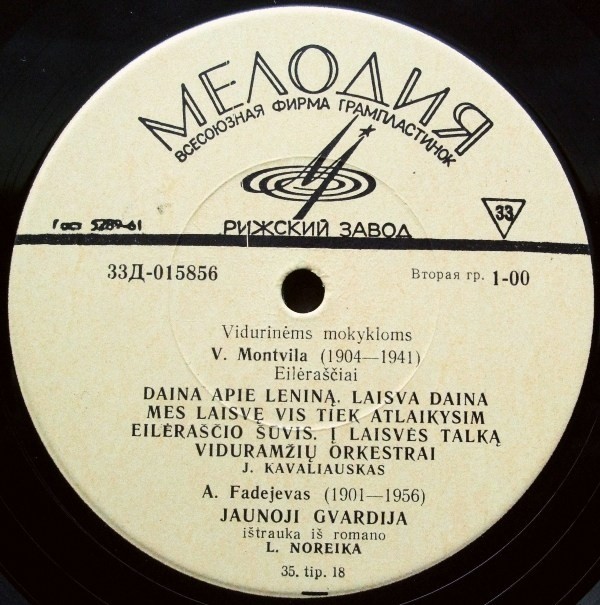 МЕЛОДИЯ
ВСЕСОЮЗНАЯ ФИРМА ГРАМПЛАСТИНОК
33
Гост 5289-61
РИЖСКИЙ ЗАВОД
33Д-015856
Вторая гр. 1-00
Vidurinėms mokykloms
V. Montvila (1904—1941)
Eilėraščiai
DAINA APIE LENINĄ. LAISVA DAINA
MES LAISVĘ VIS TIEK ATLAIKYSIM
EILĖRAŠČIO ŠUVIS. Į LAISVĖS TALKĄ
VIDURAMŽIŲ ORKESTRAI
J. KAVALIAUSKAS
A. Fadejevas (1901—1956)
JAUNOJI GVARDIJA
ištrauka iš romano
L. NOREIKA
35. tip. 18